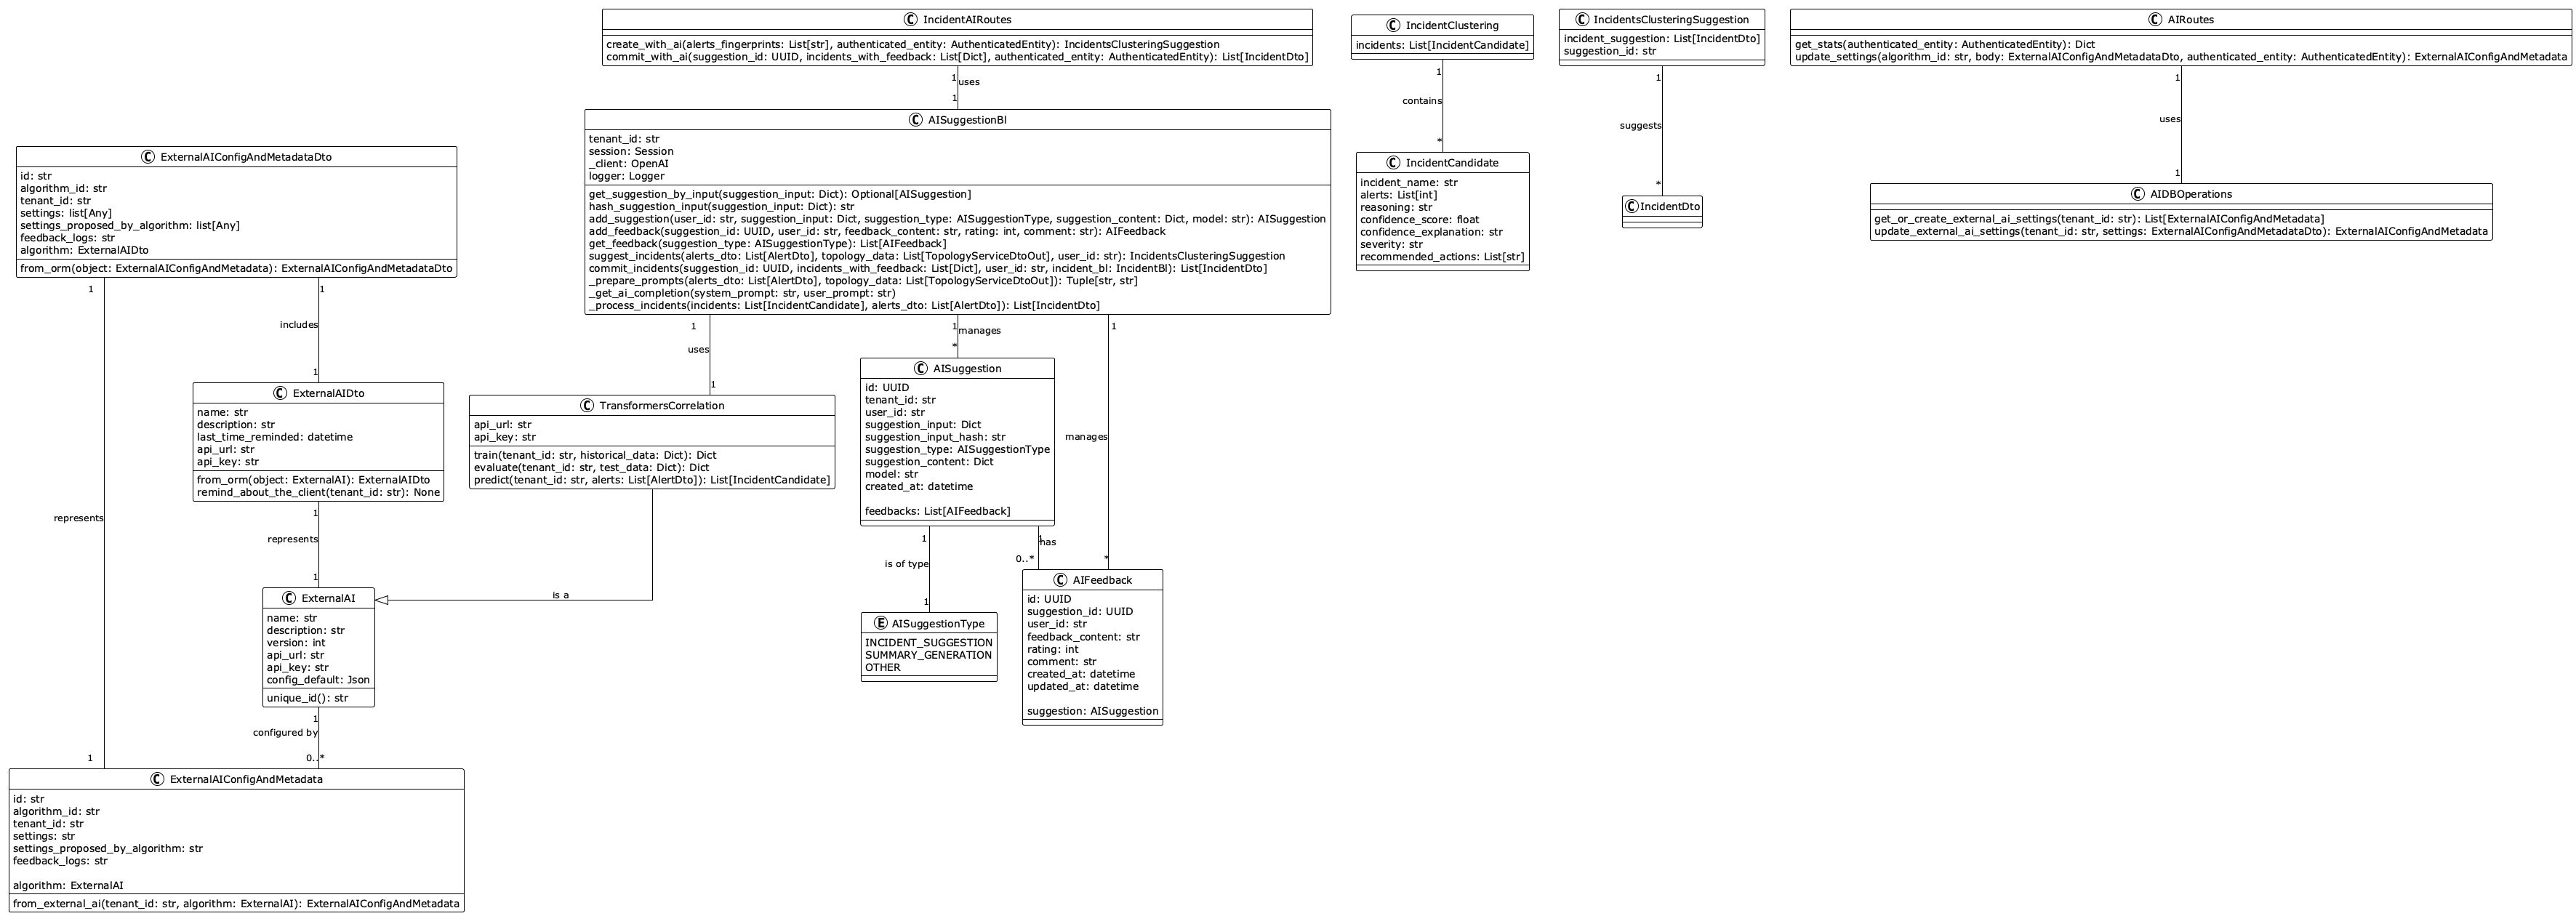 IncidentAIRoutes
create_with_ai(alerts_fingerprints: List[str], authenticated_entity: AuthenticatedEntity): IncidentsClusteringSuggestion
commit_with_ai(suggestion_id: UUID, incidents_with_feedback: List[Dict], authenticated_entity: AuthenticatedEntity): List[IncidentDto]
1
uses
1
AISuggestionBl
tenant_id: str
session: Session
_client: OpenAI
logger: Logger
get_suggestion_by_input(suggestion_input: Dict): Optional[AISuggestion]
hash_suggestion_input(suggestion_input: Dict): str
add_suggestion(user_id: str, suggestion_input: Dict, suggestion_type: AISuggestionType, suggestion_content: Dict, model: str): AISuggestion
add_feedback(suggestion_id: UUID, user_id: str, feedback_content: str, rating: int, comment: str): AIFeedback
get_feedback(suggestion_type: AISuggestionType): List[AIFeedback]
suggest_incidents(alerts_dto: List[AlertDto], topology_data: List[TopologyServiceDtoOut], user_id: str): IncidentsClusteringSuggestion
commit_incidents(suggestion_id: UUID, incidents_with_feedback: List[Dict], user_id: str, incident_bl: IncidentBl): List[IncidentDto]
_prepare_prompts(alerts_dto: List[AlertDto], topology_data: List[TopologyServiceDtoOut]): Tuple[str, str]
_get_ai_completion(system_prompt: str, user_prompt: str)
_process_incidents(incidents: List[IncidentCandidate], alerts_dto: List[AlertDto]): List[IncidentDto]
IncidentClustering
incidents: List[IncidentCandidate]
1
contains
*
IncidentCandidate
incident_name: str
alerts: List[int]
reasoning: str
confidence_score: float
confidence_explanation: str
severity: str
recommended_actions: List[str]
IncidentsClusteringSuggestion
incident_suggestion: List[IncidentDto]
suggestion_id: str
1
suggests
*
IncidentDto
AIRoutes
get_stats(authenticated_entity: AuthenticatedEntity): Dict
update_settings(algorithm_id: str, body: ExternalAIConfigAndMetadataDto, authenticated_entity: AuthenticatedEntity): ExternalAIConfigAndMetadata
1
uses
1
AIDBOperations
get_or_create_external_ai_settings(tenant_id: str): List[ExternalAIConfigAndMetadata]
update_external_ai_settings(tenant_id: str, settings: ExternalAIConfigAndMetadataDto): ExternalAIConfigAndMetadata
ExternalAIConfigAndMetadataDto
id: str
algorithm_id: str
tenant_id: str
settings: list[Any]
settings_proposed_by_algorithm: list[Any]
feedback_logs: str
algorithm: ExternalAIDto
from_orm(object: ExternalAIConfigAndMetadata): ExternalAIConfigAndMetadataDto
1
represents
1
1
includes
1
ExternalAIDto
name: str
description: str
last_time_reminded: datetime
api_url: str
api_key: str
from_orm(object: ExternalAI): ExternalAIDto
remind_about_the_client(tenant_id: str): None
1
represents
1
1
uses
1
TransformersCorrelation
api_url: str
api_key: str
train(tenant_id: str, historical_data: Dict): Dict
evaluate(tenant_id: str, test_data: Dict): Dict
predict(tenant_id: str, alerts: List[AlertDto]): List[IncidentCandidate]
is a
1
manages
*
AISuggestion
id: UUID
tenant_id: str
user_id: str
suggestion_input: Dict
suggestion_input_hash: str
suggestion_type: AISuggestionType
suggestion_content: Dict
model: str
created_at: datetime
feedbacks: List[AIFeedback]
1
manages
*
1
is of type
1
1
has
0..*
AISuggestionType
INCIDENT_SUGGESTION
SUMMARY_GENERATION
OTHER
AIFeedback
id: UUID
suggestion_id: UUID
user_id: str
feedback_content: str
rating: int
comment: str
created_at: datetime
updated_at: datetime
suggestion: AISuggestion
ExternalAI
name: str
description: str
version: int
api_url: str
api_key: str
config_default: Json
unique_id(): str
1
configured by
0..*
ExternalAIConfigAndMetadata
id: str
algorithm_id: str
tenant_id: str
settings: str
settings_proposed_by_algorithm: str
feedback_logs: str
algorithm: ExternalAI
from_external_ai(tenant_id: str, algorithm: ExternalAI): ExternalAIConfigAndMetadata